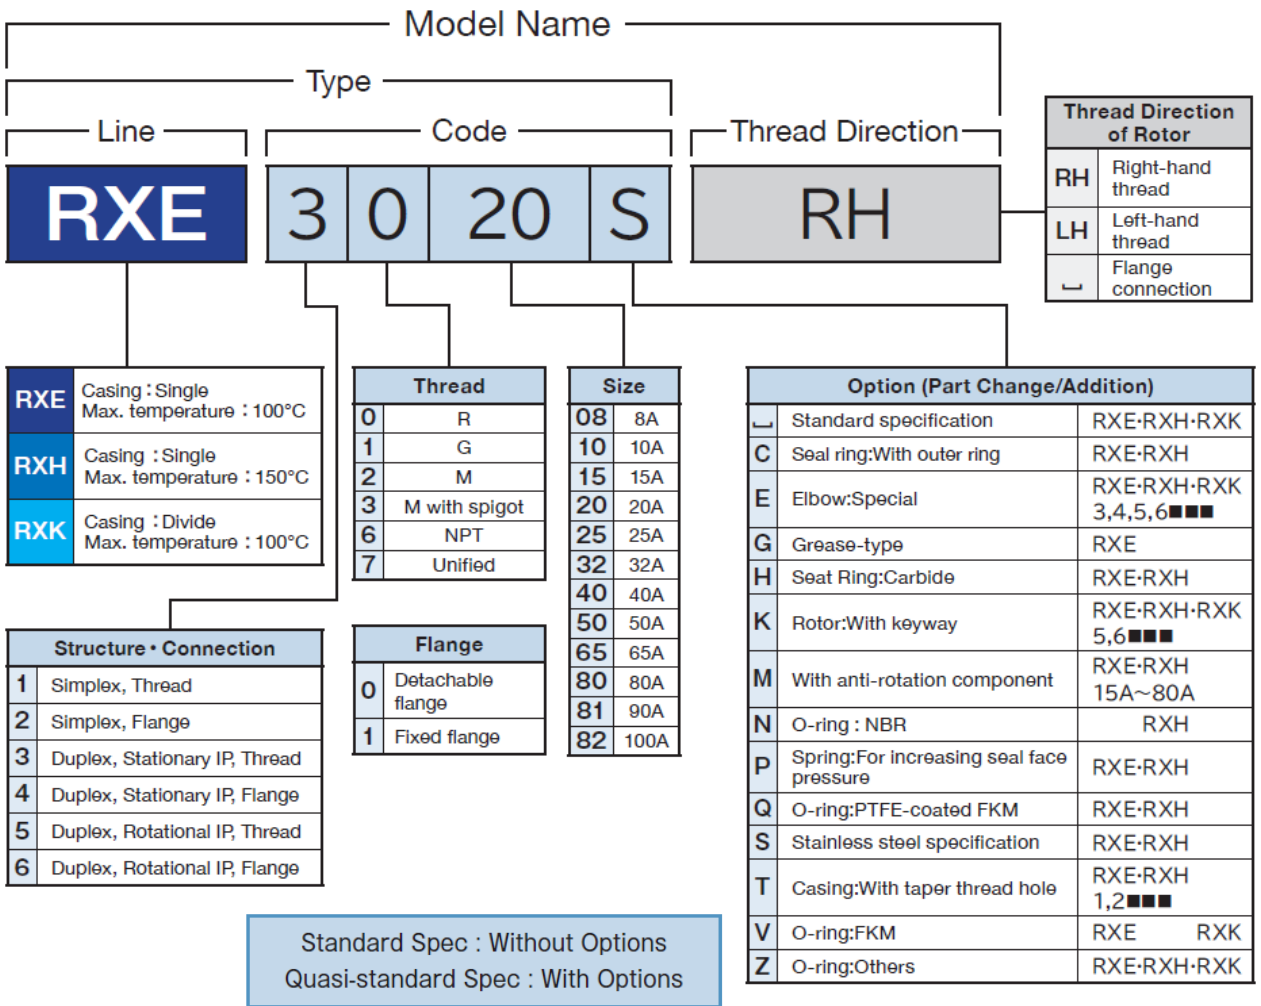 Model Name
Type
Line
Code
Thread Direction
RXE
3
0
20
S
RH
Thread Direction
of Rotor
RH
Right-hand
thread
LH
Left-hand
thread
⎵
Flange
connection
RXE
Casing：Single
Max. temperature：100°C
RXH
Casing：Single
Max. temperature：150°C
RXK
Casing：Divide
Max. temperature：100°C
Structure・Connection
1 Simplex, Thread
2 Simplex, Flange
3 Duplex, Stationary IP, Thread
4 Duplex, Stationary IP, Flange
5 Duplex, Rotational IP, Thread
6 Duplex, Rotational IP, Flange
Thread
0 R
1 G
2 M
3 M with spigot
6 NPT
7 Unified
Flange
0 Detachable
flange
1 Fixed flange
Size
08 8A
10 10A
15 15A
20 20A
25 25A
32 32A
40 40A
50 50A
65 65A
80 80A
81 90A
82 100A
Option (Part Change/Addition)
⎵ Standard specification RXE・RXH・RXK
C Seal ring:With outer ring RXE・RXH
E Elbow:Special RXE・RXH・RXK
3,4,5,6■■■
G Grease-type RXE
H Seat Ring:Carbide RXE・RXH
K Rotor:With keyway RXE・RXH・RXK
5,6■■■
M With anti-rotation component RXE・RXH
15A～80A
N O-ring : NBR RXH
P Spring:For increasing seal face
pressure RXE・RXH
Q O-ring:PTFE-coated FKM RXE・RXH
S Stainless steel specification RXE・RXH
T Casing:With taper thread hole RXE・RXH
1,2■■■
V O-ring:FKM RXE RXK
Z O-ring:Others RXE・RXH・RXK
Standard Spec : Without Options
Quasi-standard Spec : With Options